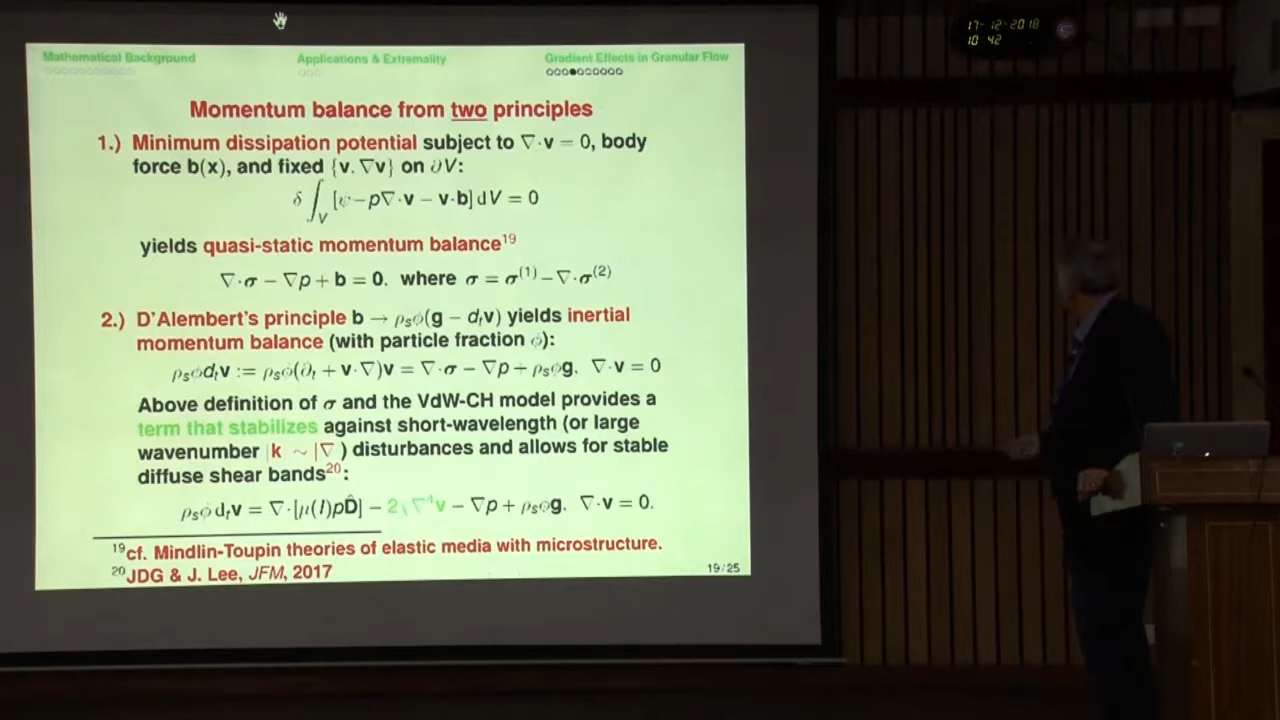 17-12-2018
10 42
Mathematical Background
Applications & Extremality
Gradient Effects in Granular Flow
Momentum balance from two principles
1.) Minimum dissipation potential subject to ∇·v = 0, body
force b(x), and fixed {v, ∇v} on ∂V:
δ ∫_V [ψ − p∇·v − v·b] dV = 0
yields quasi-static momentum balance¹⁹
∇·σ − ∇p + b = 0, where σ = σ⁽¹⁾ − ∇·σ⁽²⁾
2.) D'Alembert's principle b → ρₛϕ(g − dₜv) yields inertial
momentum balance (with particle fraction ϕ):
ρₛϕdₜv := ρₛϕ(∂ₜ + v·∇)v = ∇·σ − ∇p + ρₛϕg, ∇·v = 0
Above definition of σ and the VdW-CH model provides a
term that stabilizes against short-wavelength (or large
wavenumber |k ∼ |∇) disturbances and allows for stable
diffuse shear bands²⁰:
ρₛϕdₜv = ∇·[μ(I)pD̂] − 2χ∇⁴v − ∇p + ρₛϕg, ∇·v = 0.
¹⁹cf. Mindlin-Toupin theories of elastic media with microstructure.
²⁰JDG & J. Lee, JFM, 2017
19/25